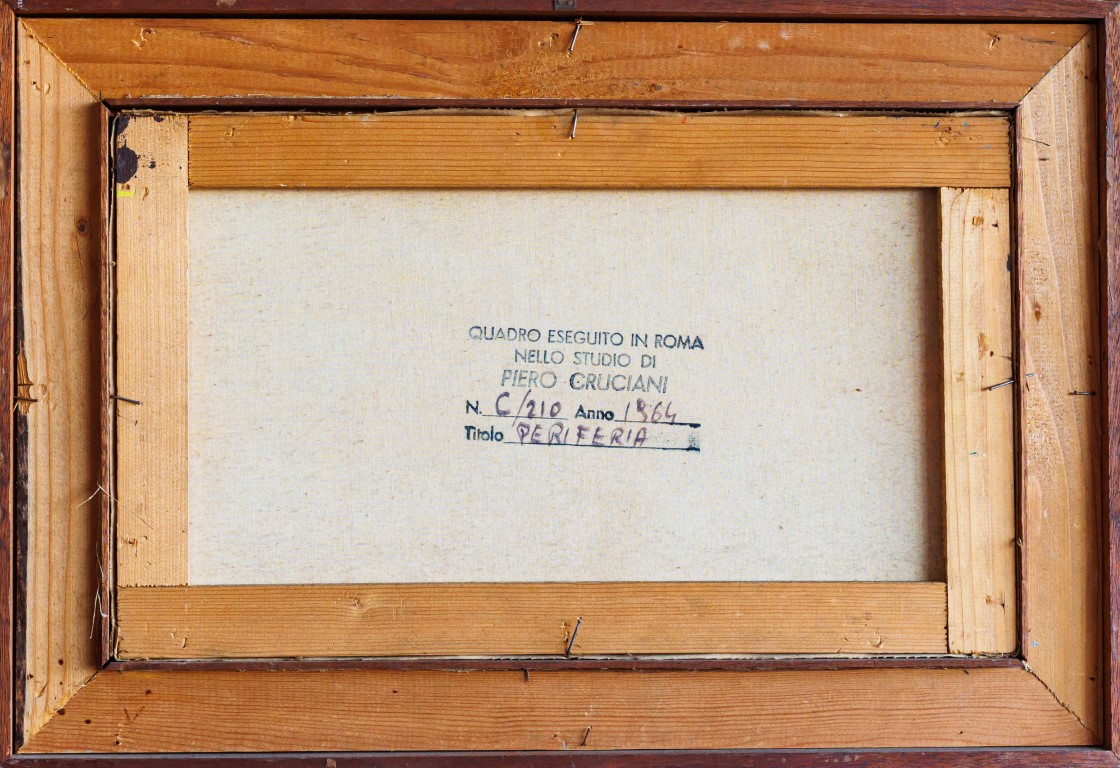 QUADRO ESEGUITO IN ROMA
NELLO STUDIO DI
PIERO CRUCIANI
N. C/210 Anno 1964
Titolo PERIFERIA